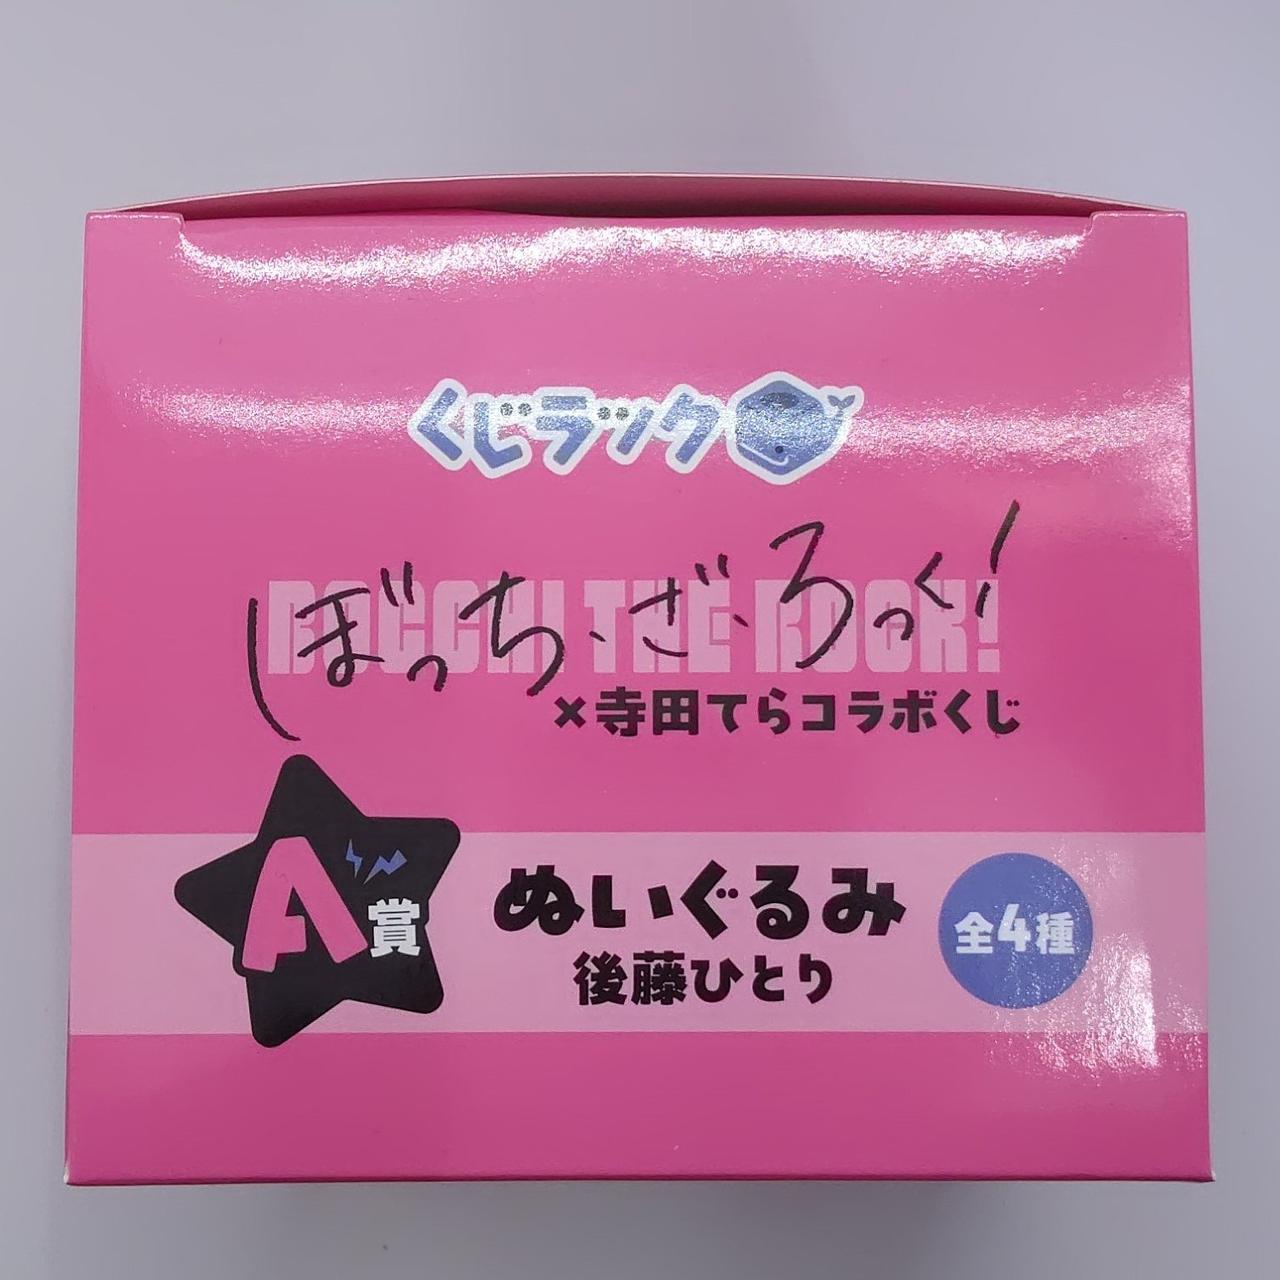 くじラック
ぼっち・ざ・ろっく!
BOCCHI THE ROCK!
×寺田てらコラボくじ
A賞
ぬいぐるみ
後藤ひとり
全4種